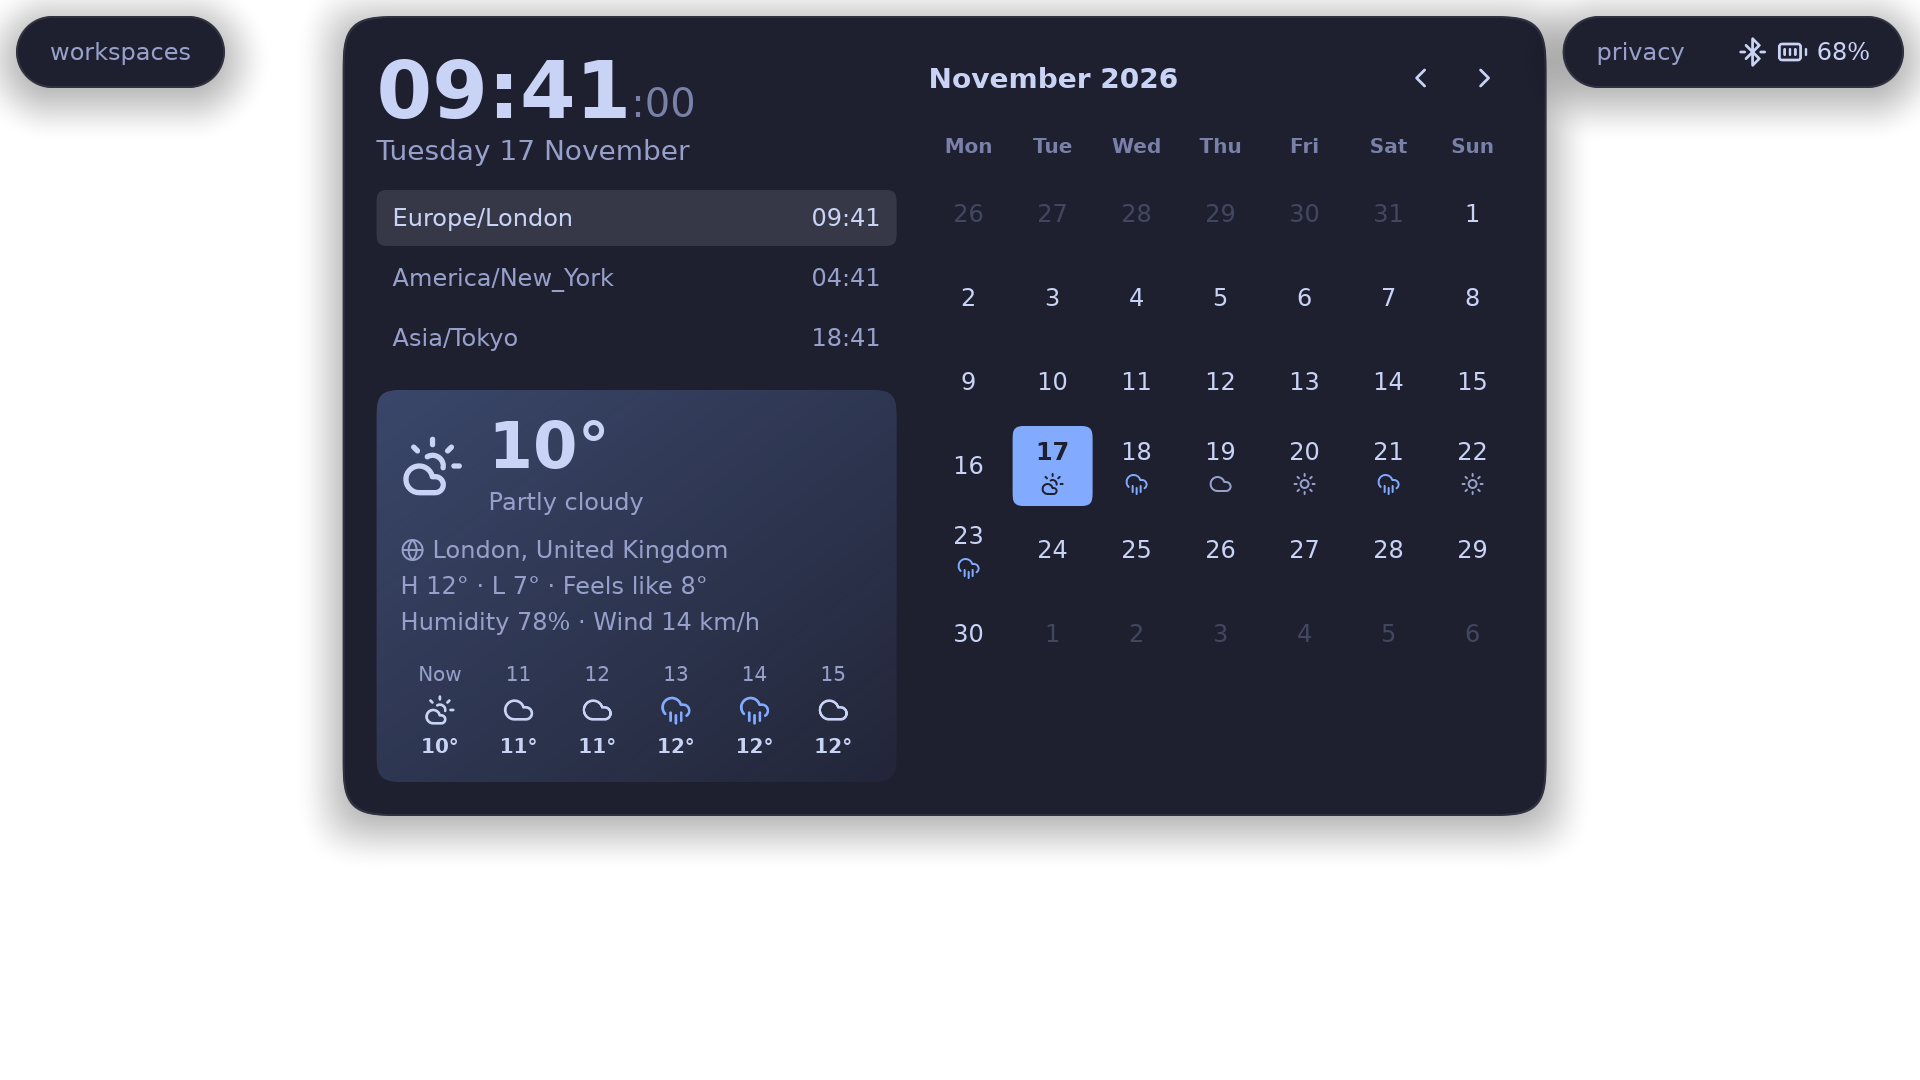 workspaces
09:41:00
Tuesday 17 November
Europe/London 09:41
America/New_York 04:41
Asia/Tokyo 18:41
10°
Partly cloudy
London, United Kingdom
H 12° · L 7° · Feels like 8°
Humidity 78% · Wind 14 km/h
Now 11 12 13 14 15
10° 11° 11° 12° 12° 12°
November 2026
Mon Tue Wed Thu Fri Sat Sun
26 27 28 29 30 31 1
2 3 4 5 6 7 8
9 10 11 12 13 14 15
16 17 18 19 20 21 22
23 24 25 26 27 28 29
30 1 2 3 4 5 6
privacy 68%